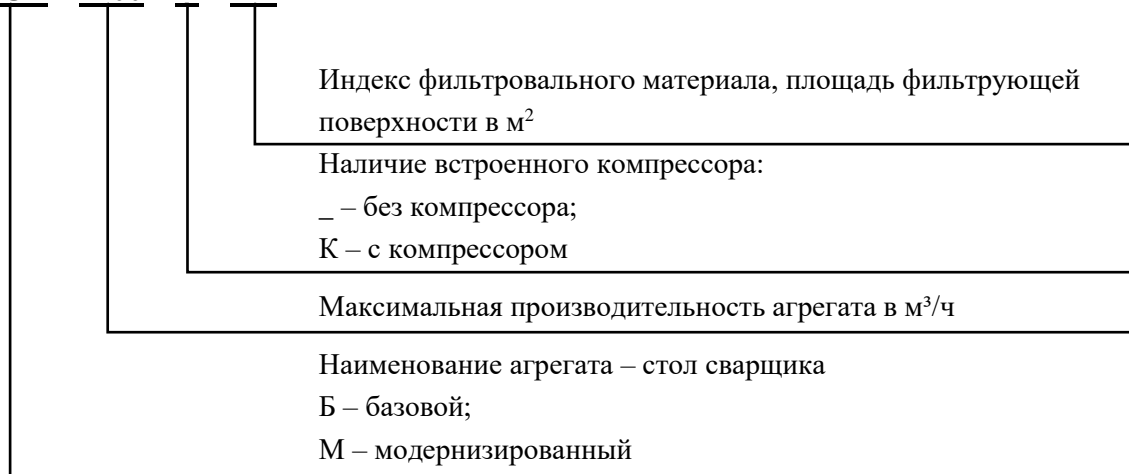 Индекс фильтровального материала, площадь фильтрующей
поверхности в м²
Наличие встроенного компрессора:
_ – без компрессора;
К – с компрессором
Максимальная производительность агрегата в м³/ч
Наименование агрегата – стол сварщика
Б – базовой;
М – модернизированный